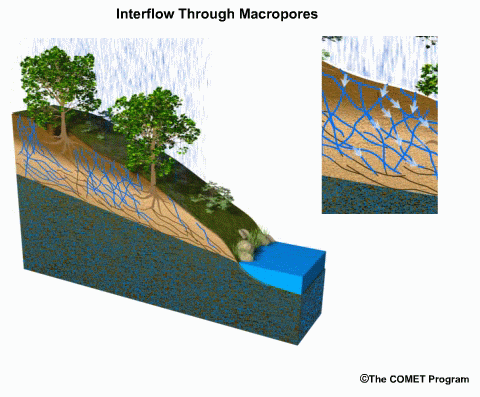 Interflow Through Macropores
©The COMET Program